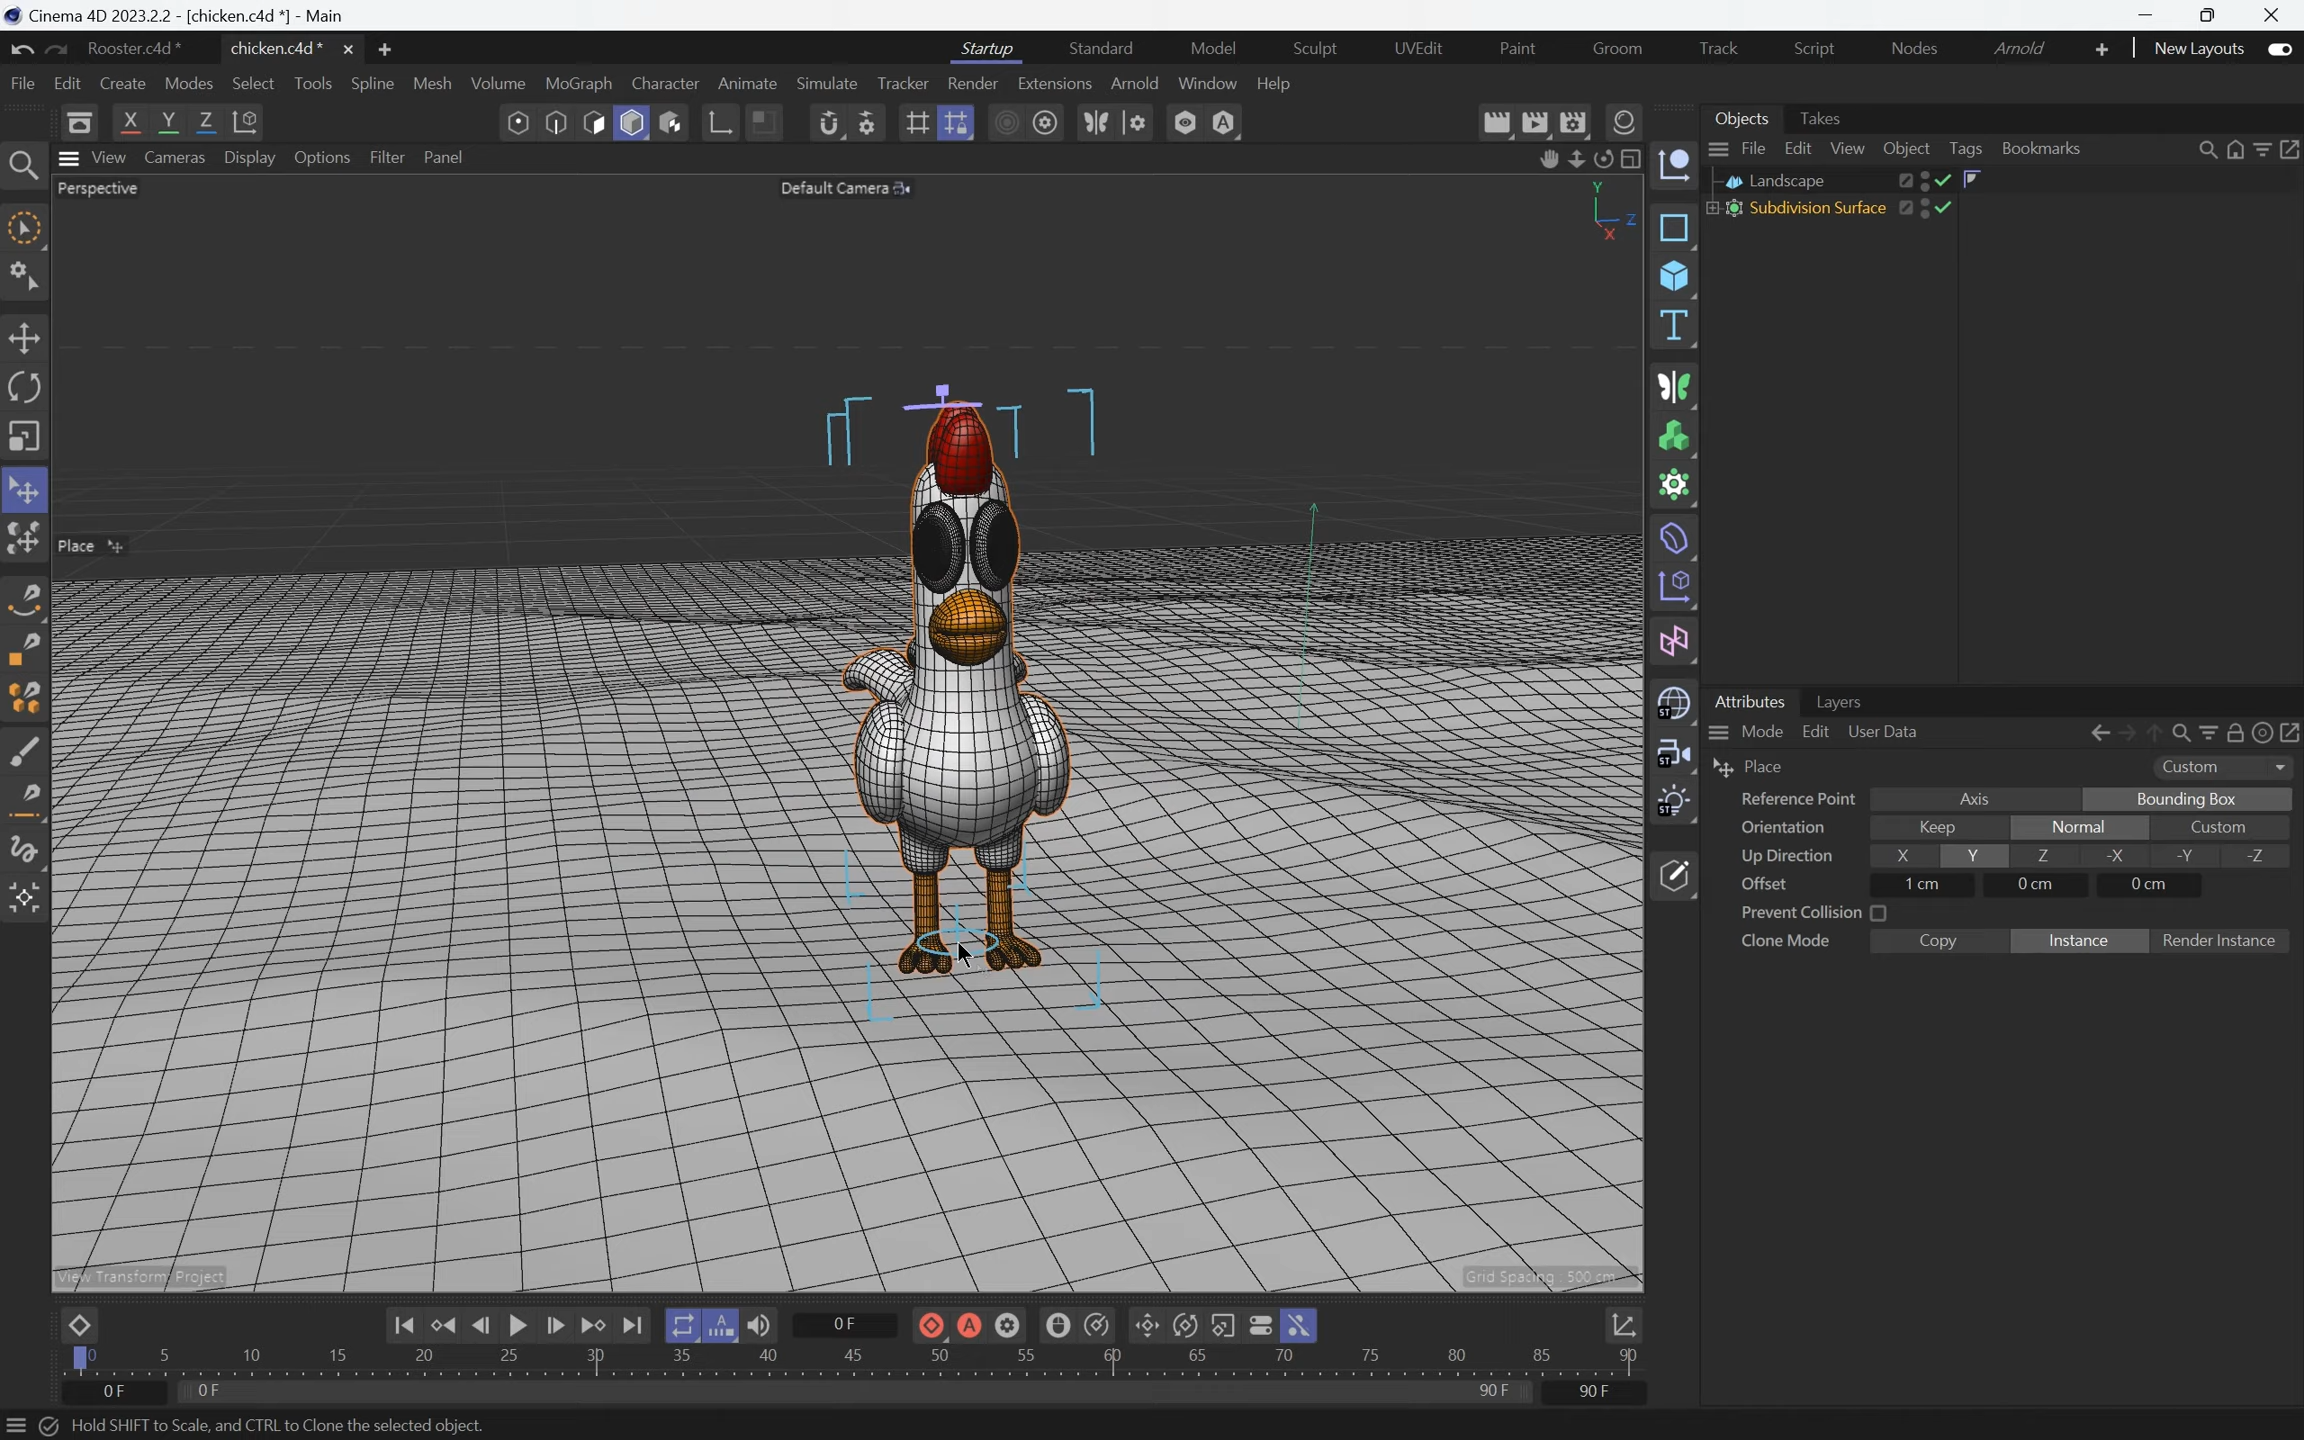 Cinema 4D 2023.2.2 - [chicken.c4d *] - Main
Rooster.c4d * chicken.c4d * Startup Standard Model Sculpt UVEdit Paint Groom Track Script Nodes Arnold New Layouts
File Edit Create Modes Select Tools Spline Mesh Volume MoGraph Character Animate Simulate Tracker Render Extensions Arnold Window Help
X Y Z
Objects Takes
View Cameras Display Options Filter Panel
File Edit View Object Tags Bookmarks
Perspective
Default Camera
Y
Z
X
Landscape
Subdivision Surface
Place
ST
ST
ST
Attributes Layers
Mode Edit User Data
Place Custom
Reference Point Axis Bounding Box
Orientation Keep Normal Custom
Up Direction X Y Z -X -Y -Z
Offset 1 cm 0 cm 0 cm
Prevent Collision
Clone Mode Copy Instance Render Instance
View Transform: Project
Grid Spacing : 500 cm
A
0 F
A
0 5 10 15 20 25 30 35 40 45 50 55 60 65 70 75 80 85 90
0 F 0 F 90 F 90 F
Hold SHIFT to Scale, and CTRL to Clone the selected object.